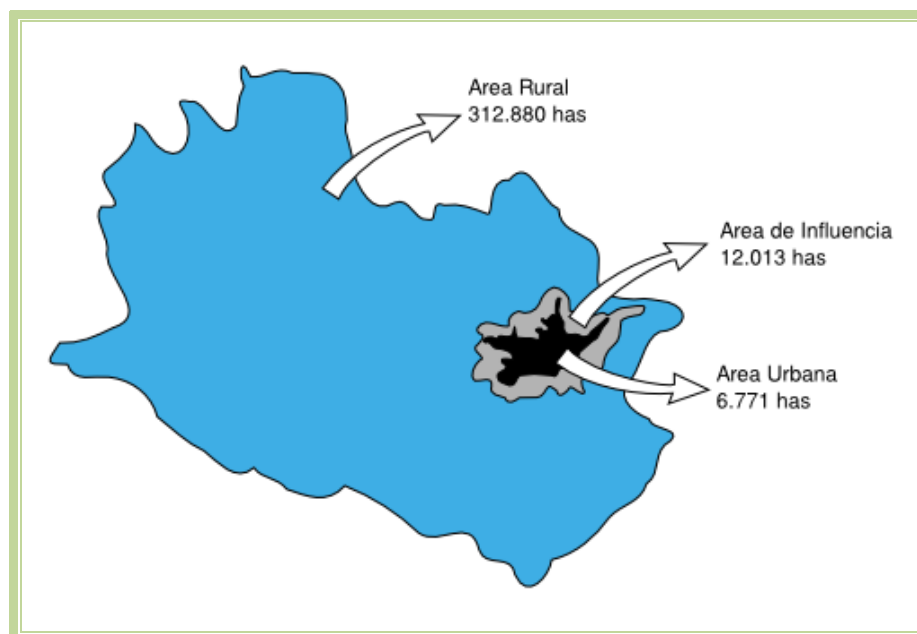 Area Rural
312.880 has
Area de Influencia
12.013 has
Area Urbana
6.771 has